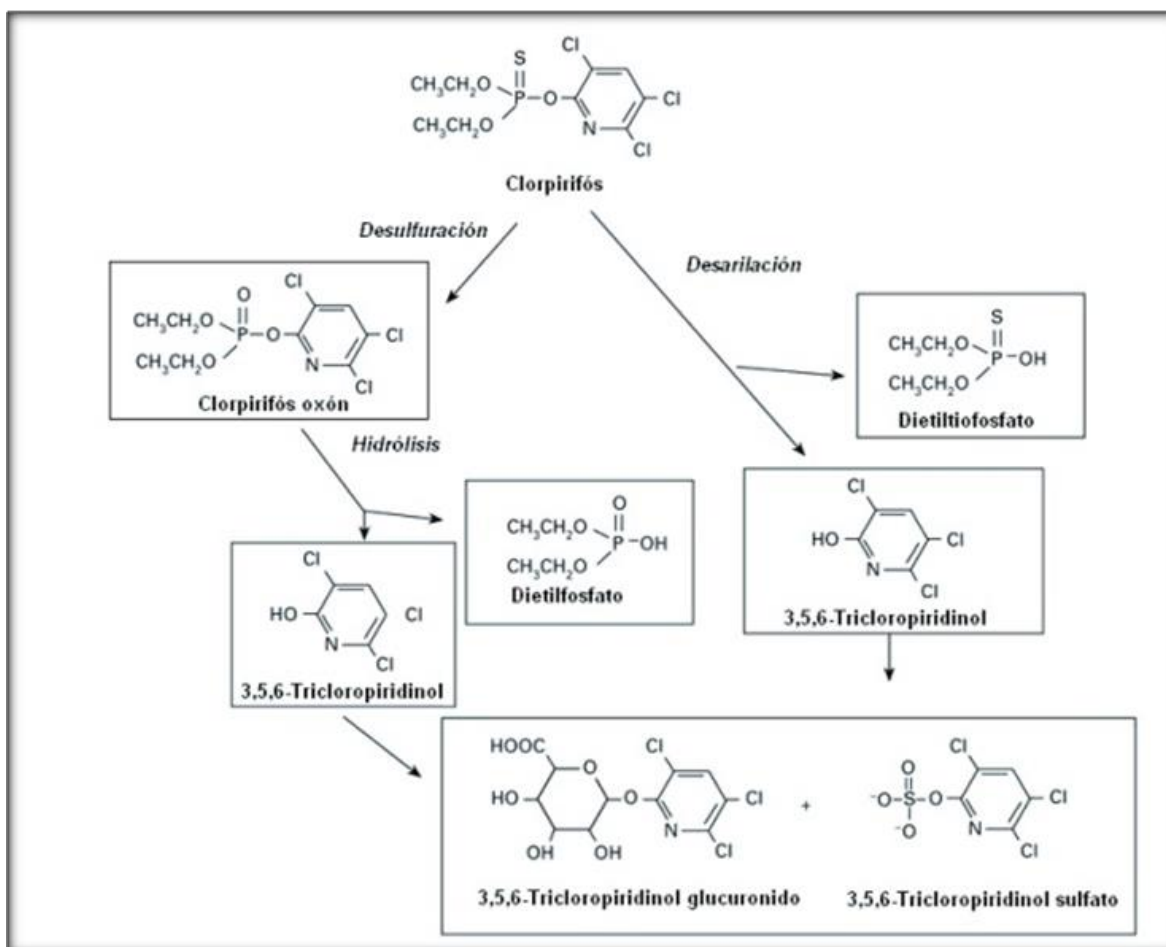 Cl
S
CH₃CH₂O
P
O
Cl
CH₃CH₂O
N
Cl
Clorpirifós
Desulfuración
Desarilación
O
Cl
CH₃CH₂O
P
O
Cl
CH₃CH₂O
N
Cl
Clorpirifós oxón
S
CH₃CH₂O
P
OH
CH₃CH₂O
Dietiltiofosfato
Hidrólisis
O
CH₃CH₂O
P
OH
CH₃CH₂O
Dietilfosfato
Cl
HO
Cl
N
Cl
3,5,6-Tricloropiridinol
Cl
HO
Cl
N
Cl
3,5,6-Tricloropiridinol
HOOC
O
Cl
HO
O
Cl
N
OH
OH
Cl
+
O
Cl
⁻O
S
O
Cl
⁻O
N
Cl
3,5,6-Tricloropiridinol glucuronido
3,5,6-Tricloropiridinol sulfato